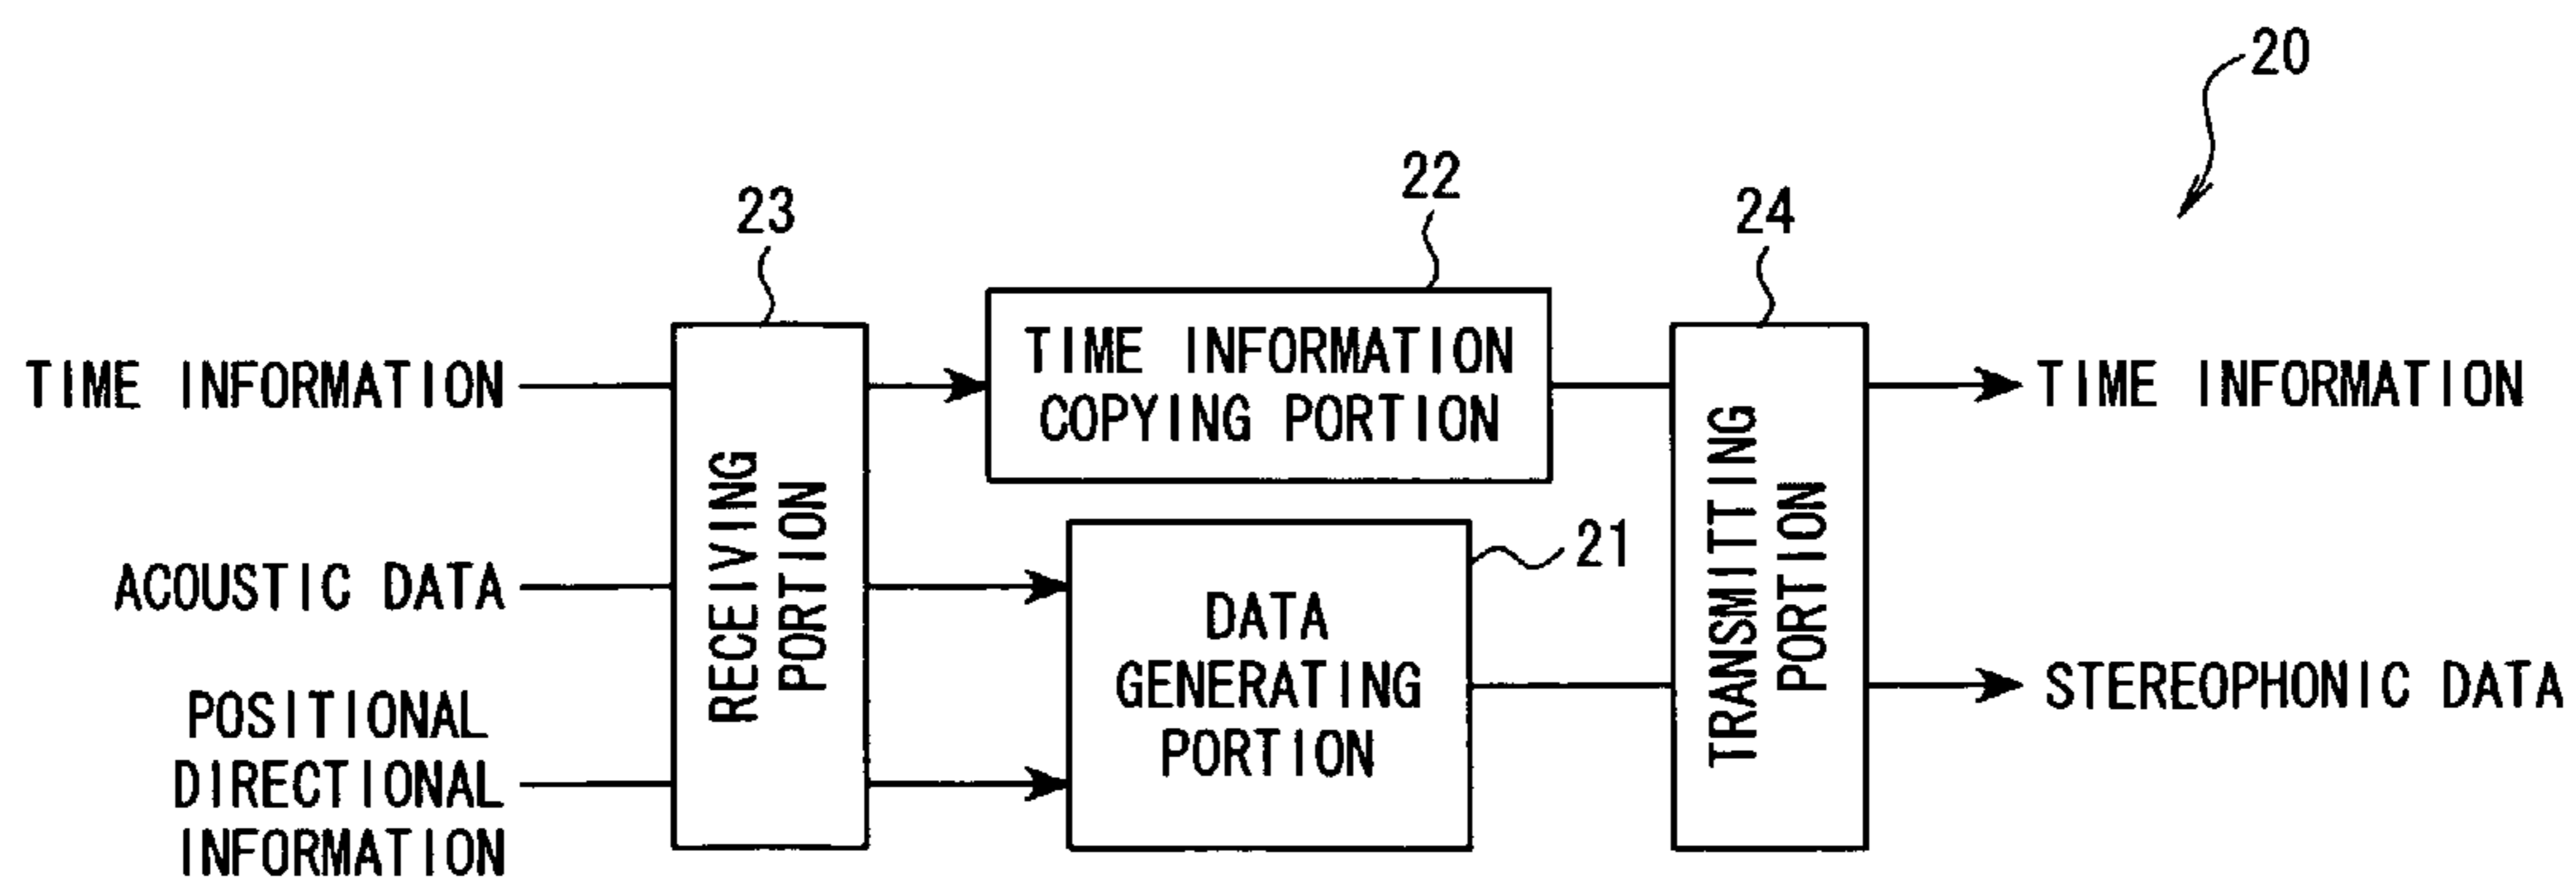 20
22
23
24
TIME INFORMATION
TIME INFORMATION
COPYING PORTION
TIME INFORMATION
RECEIVING
PORTION
TRANSMITTING
PORTION
21
ACOUSTIC DATA
DATA
GENERATING
PORTION
STEREOPHONIC DATA
POSITIONAL
DIRECTIONAL
INFORMATION